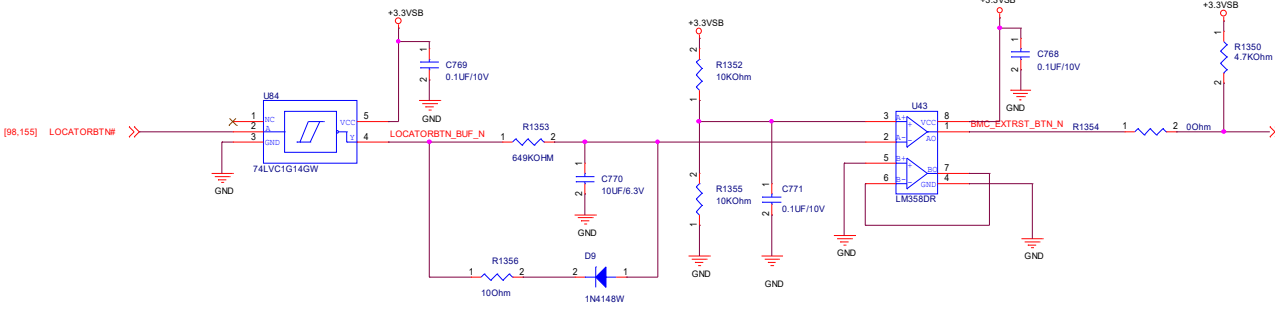 +3.3VSB
1
C769
0.1UF/10V
2
GND
U84
1 NC
2 A
3 GND
VCC 5
Y 4
74LVC1G14GW
[98,155] LOCATORBTN#
GND
LOCATORBTN_BUF_N
R1353
1 2
649KOHM
1
C770
10UF/6.3V
2
GND
R1356
1 2
10Ohm
D9
2 1
1N4148W
+3.3VSB
2
R1352
10KOhm
1
2
R1355
10KOhm
1
GND
1
C771
0.1UF/10V
2
GND
+3.3VSB
1
C768
0.1UF/10V
2
GND
U43
3 A+
2 A-
5 B+
6 B-
VCC 8
AO 1
BO 7
GND 4
LM358DR
GND
GND
BMC_EXTRST_BTN_N
R1354
1 2
0Ohm
+3.3VSB
1
R1350
4.7KOhm
2